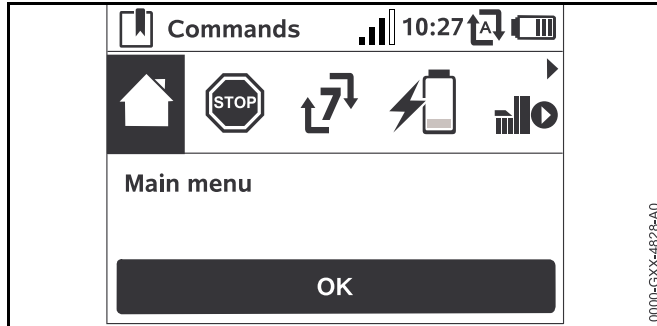 Commands 10:27 A
STOP 7
Main menu
OK
0000-GXX-4828-A0